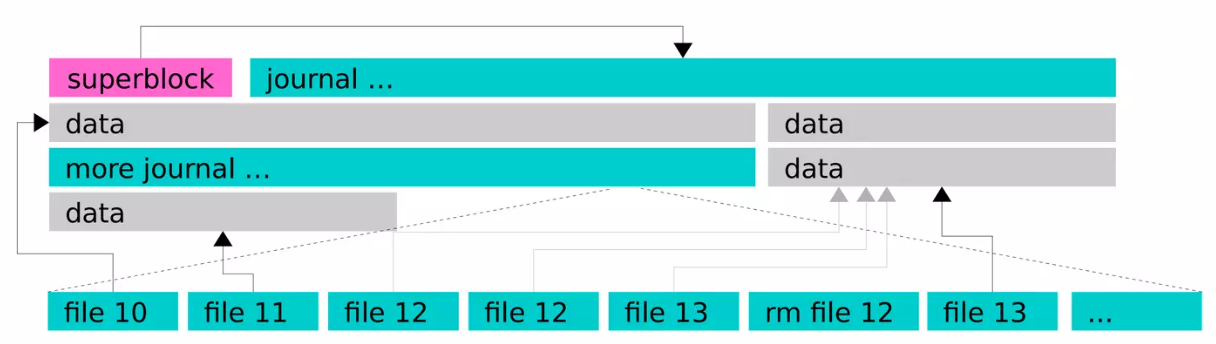 superblock
journal ...
data
data
more journal ...
data
data
file 10
file 11
file 12
file 12
file 13
rm file 12
file 13
...